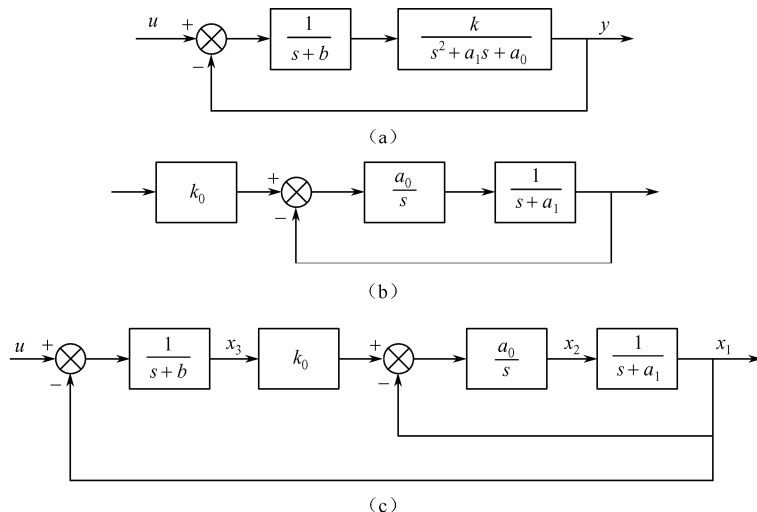 u + − 1/(s + b) k/(s² + a₁s + a₀) y
(a)
k₀ + − a₀/s 1/(s + a₁)
(b)
u + − 1/(s + b) x₃ k₀ + − a₀/s x₂ 1/(s + a₁) x₁
(c)